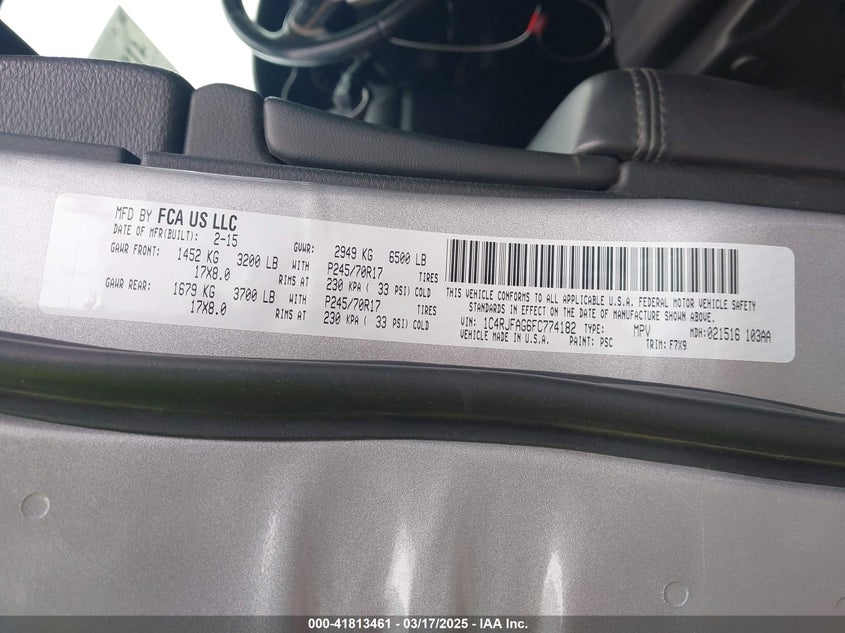 MFD BY FCA US LLC
DATE OF MFR(BUILT): 2-15 GVWR: 2949 KG 6500 LB
GAWR FRONT: 1452 KG 3200 LB WITH P245/70R17 TIRES
17X8.0 RIMS AT 230 KPA ( 33 PSI) COLD
GAWR REAR: 1679 KG 3700 LB WITH P245/70R17 TIRES
17X8.0 RIMS AT 230 KPA ( 33 PSI) COLD
THIS VEHICLE CONFORMS TO ALL APPLICABLE U.S.A. FEDERAL MOTOR VEHICLE SAFETY
STANDARDS IN EFFECT ON THE DATE OF MANUFACTURE SHOWN ABOVE.
VIN: 1C4RJFAG6FC774182 TYPE: MPV MDH:021516 103AA
VEHICLE MADE IN U.S.A. PAINT: PSC TRIM: F7X9
000-41813461 - 03/17/2025 - IAA Inc.